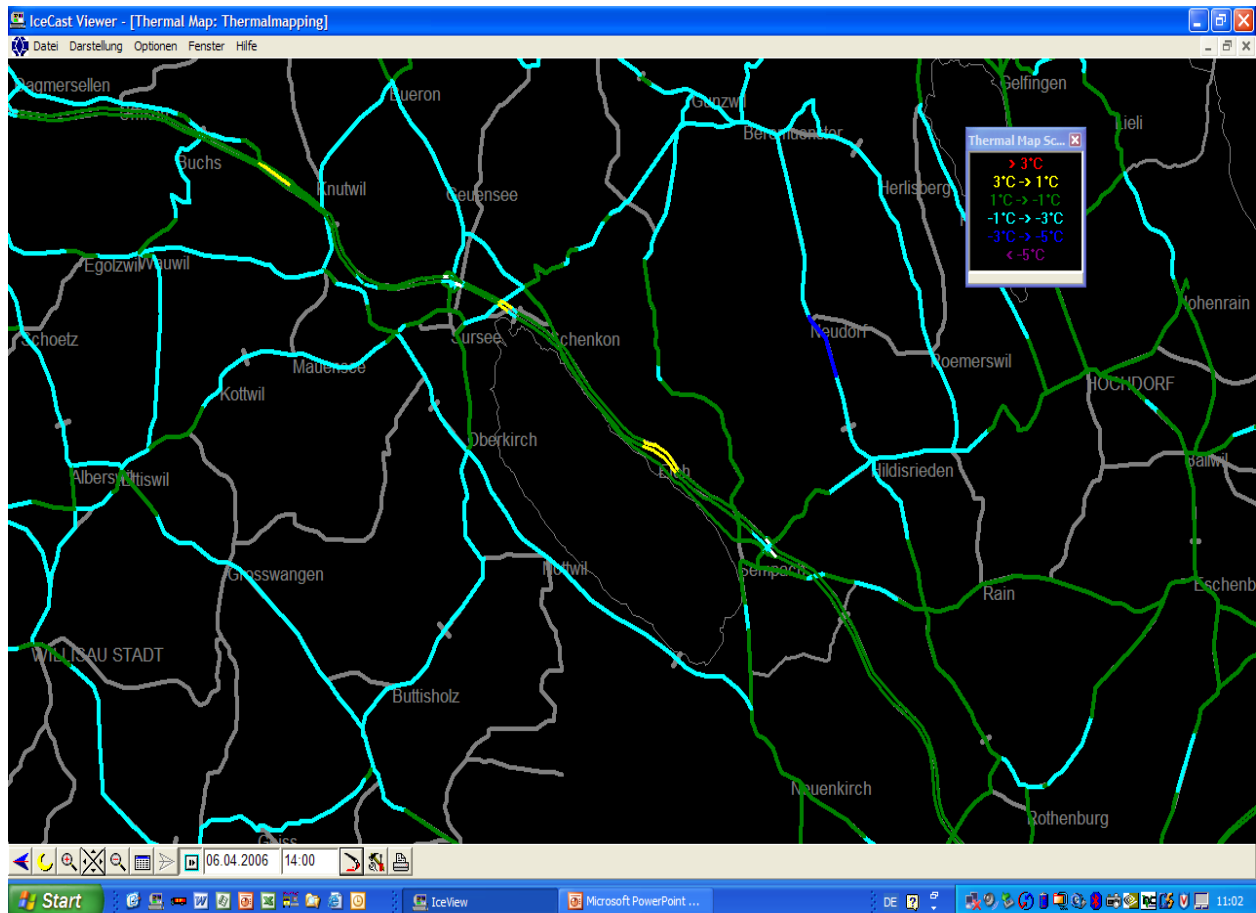 IceCast Viewer - [Thermal Map: Thermalmapping]
Datei Darstellung Optionen Fenster Hilfe
Dagmersellen
Bueron
Gunzwil
Gelfingen
Beromuenster
Lieli
Buchs
Knutwil
Geuensee
Herlisberg
Thermal Map Sc...
> 3°C
3°C -> 1°C
1°C -> -1°C
-1°C -> -3°C
-3°C -> -5°C
< -5°C
Egolzwil Wauwil
Hohenrain
Schoetz
Mauensee
Sursee
Schenkon
Neudorf
Roemerswil
HOCHDORF
Kottwil
Oberkirch
Eich
Hildisrieden
Ballwil
Alberswil Ettiswil
Grosswangen
Nottwil
Sempach
Rain
Eschenb
WILLISAU STADT
Buttisholz
Neuenkirch
Rothenburg
Geiss
06.04.2006 14:00
Start IceView Microsoft PowerPoint ... DE 11:02